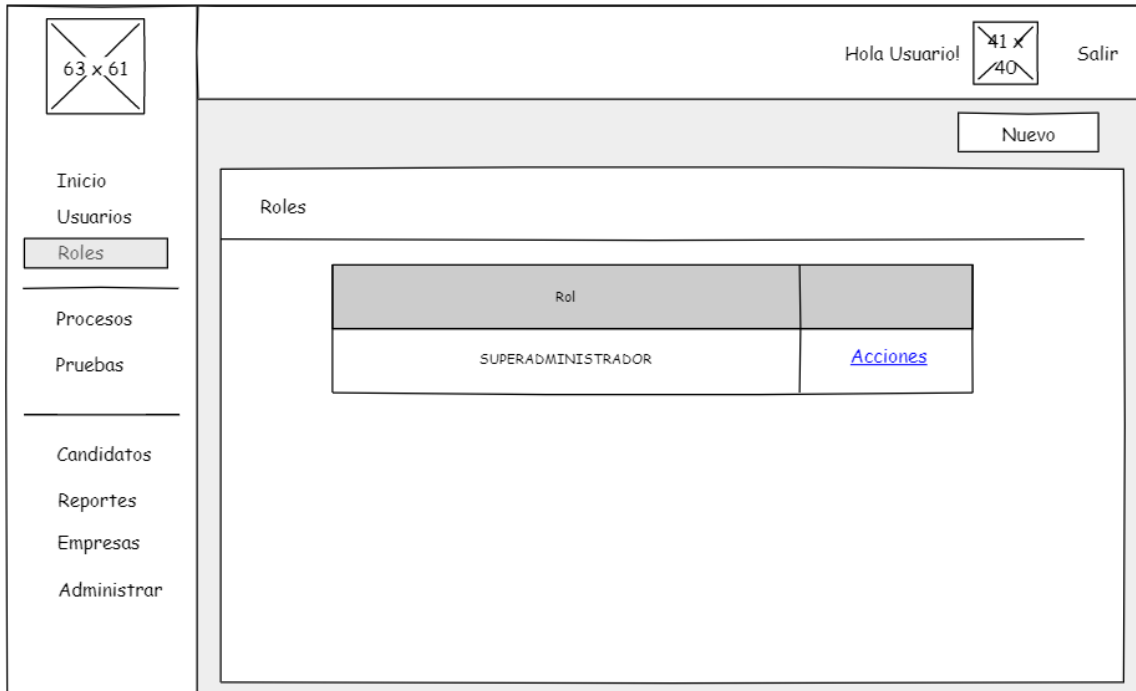 63 x 61
Hola Usuario!
41 x
40
Salir
Nuevo
Inicio
Usuarios
Roles
Procesos
Pruebas
Candidatos
Reportes
Empresas
Administrar
Roles
Rol
SUPERADMINISTRADOR
Acciones